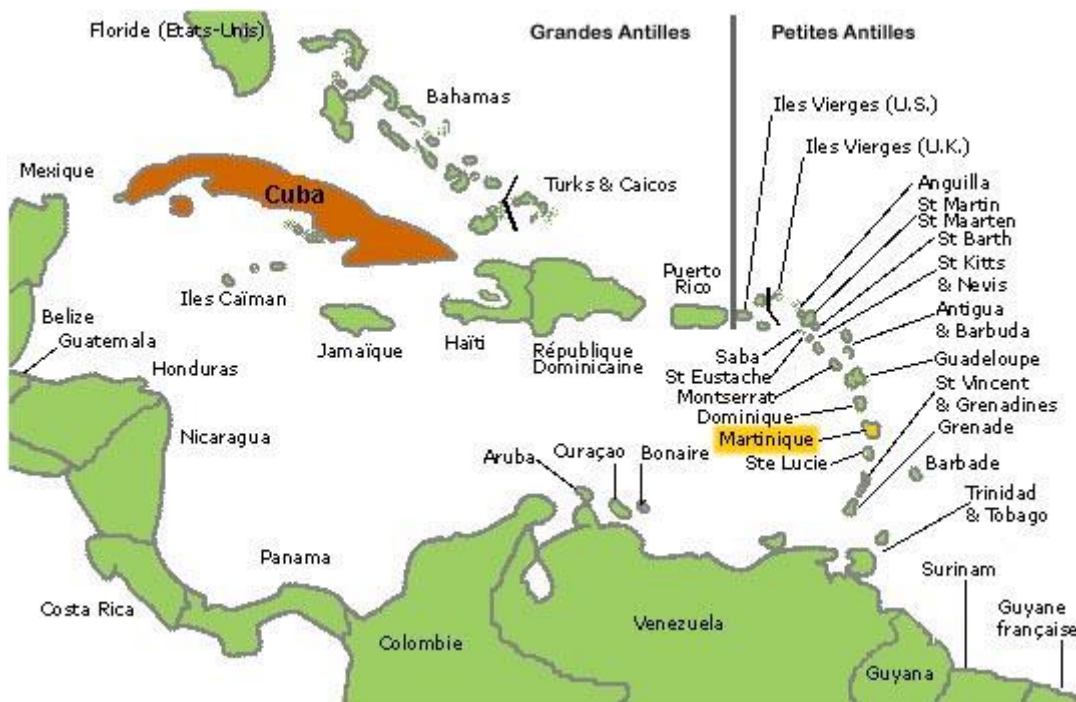 Floride (Etats-Unis)
Grandes Antilles
Petites Antilles
Bahamas
Iles Vierges (U.S.)
Iles Vierges (U.K.)
Mexique
Cuba
Turks & Caicos
Anguilla
St Martin
St Maarten
St Barth
St Kitts
& Nevis
Antigua
& Barbuda
Puerto
Rico
Iles Caïman
Belize
Guatemala
Honduras
Jamaïque
Haïti
République
Dominicaine
Saba
St Eustache
Montserrat
Guadeloupe
St Vincent
& Grenadines
Dominique
Grenade
Martinique
Nicaragua
Ste Lucie
Barbade
Aruba
Curaçao
Bonaire
Trinidad
& Tobago
Panama
Costa Rica
Surinam
Guyane
française
Colombie
Venezuela
Guyana